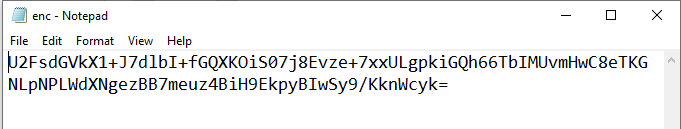 enc - Notepad
File Edit Format View Help
U2FsdGVkX1+J7dlbI+fGQXKOiS07j8Evze+7xxULgpkiGQh66TbIMUvmHwC8eTKG
NLpNPLWdXNgezBB7meuz4BiH9EkpyBIwSy9/KknWcyk=